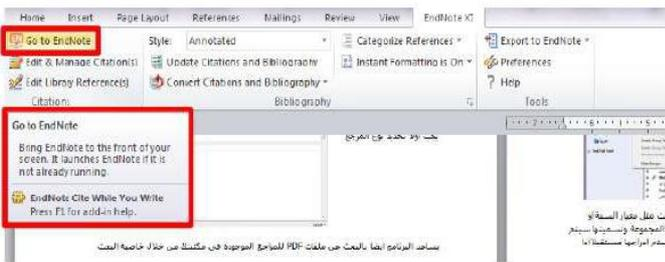 Home Insert Page Layout References Mailings Review View EndNote X
Go to EndNote Style: Annotated Categorize References Export to EndNote
Edit & Manage Citation(s) Update Citations and Bibliography Instant Formatting is On Preferences
Edit Library Reference(s) Convert Citations and Bibliography Help
Citations Bibliography Tools
Go to EndNote
Bring EndNote to the front of your
screen. It launches EndNote if it is
not already running.
EndNote Cite While You Write
Press F1 for add-in help.
يساعد البرنامج ايضا بالبحث عن ملفات PDF للمراجع الموجودة في مكتبتك من خلال خاصية البحث